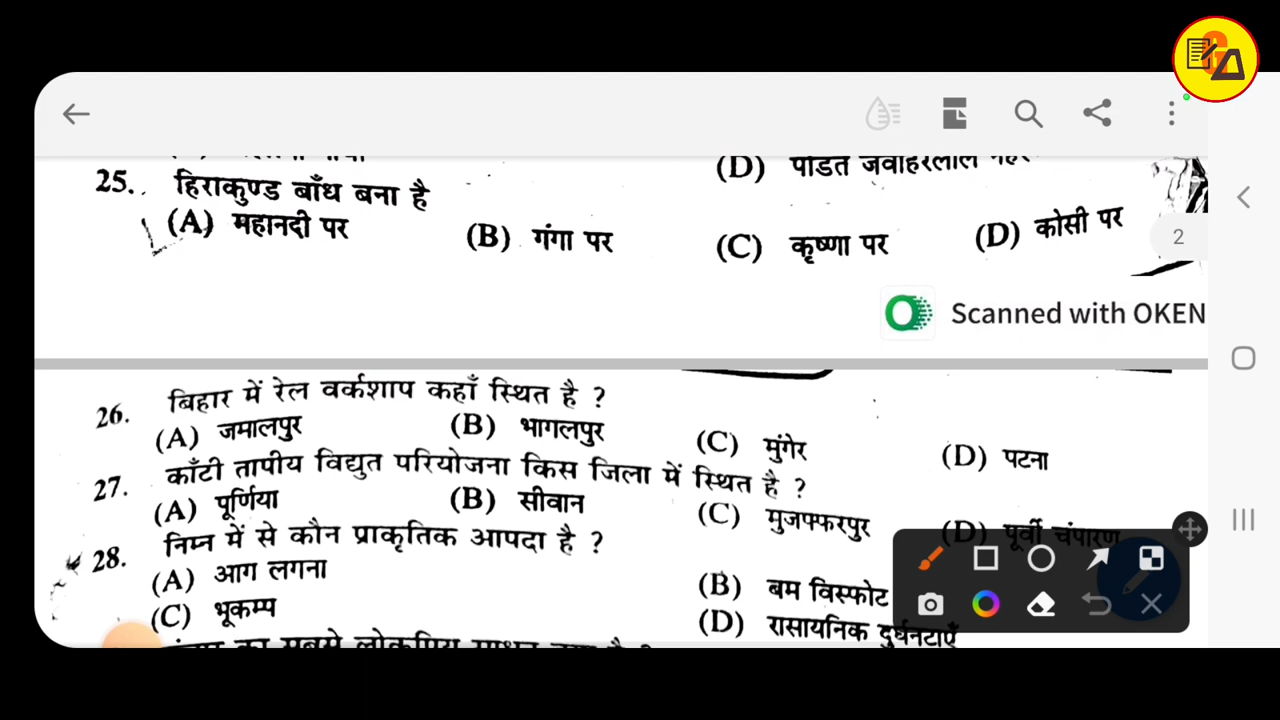 (D) पंडित जवाहरलाल
25. हिराकुण्ड बाँध बना है
(A) महानदी पर (B) गंगा पर (C) कृष्णा पर (D) कोसी पर
2
Scanned with OKEN
26. बिहार में रेल वर्कशाप कहाँ स्थित है ?
(A) जमालपुर (B) भागलपुर (C) मुंगेर (D) पटना
27. काँटी तापीय विद्युत परियोजना किस जिला में स्थित है ?
(A) पूर्णिया (B) सीवान (C) मुजफ्फरपुर (D) पूर्वी चंपारण
28. निम्न में से कौन प्राकृतिक आपदा है ?
(A) आग लगना (B) बम विस्फोट
(C) भूकम्प (D) रासायनिक दुर्घनटाएँ